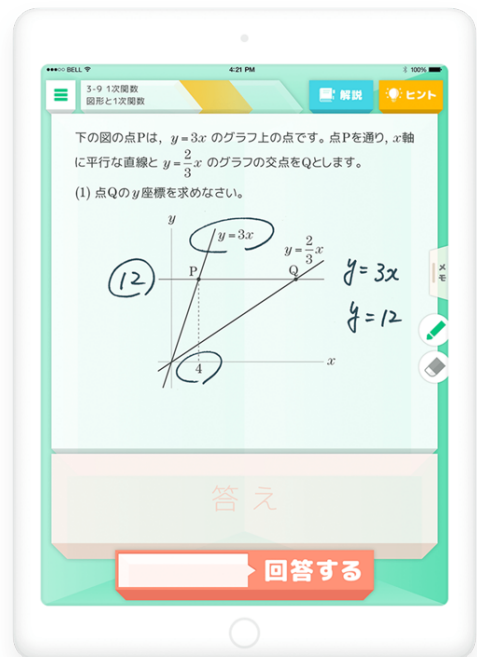 BELL 4:21 PM 100%
3-9 1次関数
図形と1次関数
解説
ヒント
下の図の点Pは, y=3x のグラフ上の点です。点Pを通り, x軸
に平行な直線と y=2/3x のグラフの交点をQとします。
(1) 点Qのy座標を求めなさい。
y
y=3x
y=2/3x
P
Q
12
y=3x
y=12
メモ
4
x
答え
回答する